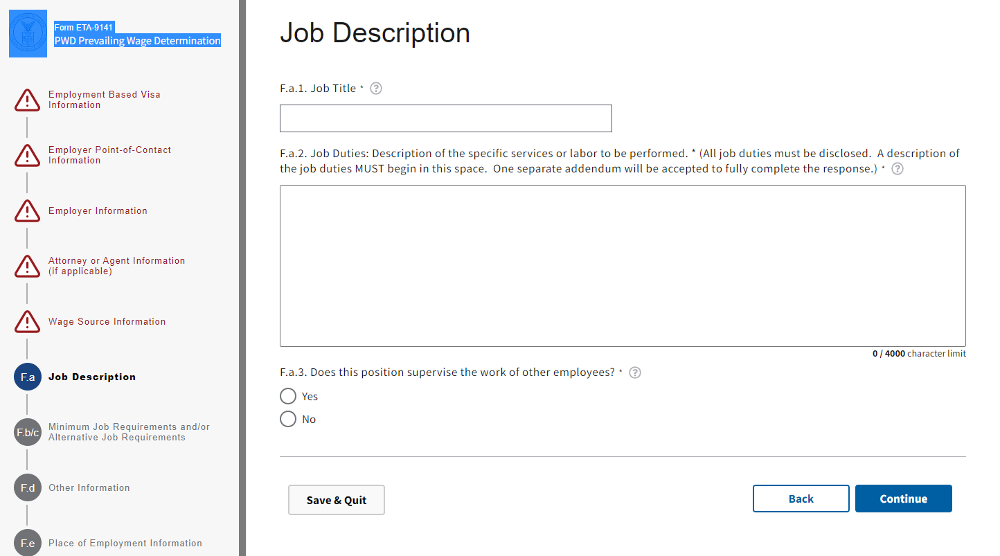 Form ETA-9141
PWD Prevailing Wage Determination
Employment Based Visa
Information
Employer Point-of-Contact
Information
Employer Information
Attorney or Agent Information
(if applicable)
Wage Source Information
F.a
Job Description
F.b/c
Minimum Job Requirements and/or
Alternative Job Requirements
F.d
Other Information
F.e
Place of Employment Information
Job Description
F.a.1. Job Title *
F.a.2. Job Duties: Description of the specific services or labor to be performed. * (All job duties must be disclosed.  A description of
the job duties MUST begin in this space.  One separate addendum will be accepted to fully complete the response.) *
0 / 4000 character limit
F.a.3. Does this position supervise the work of other employees? *
Yes
No
Save & Quit
Back
Continue